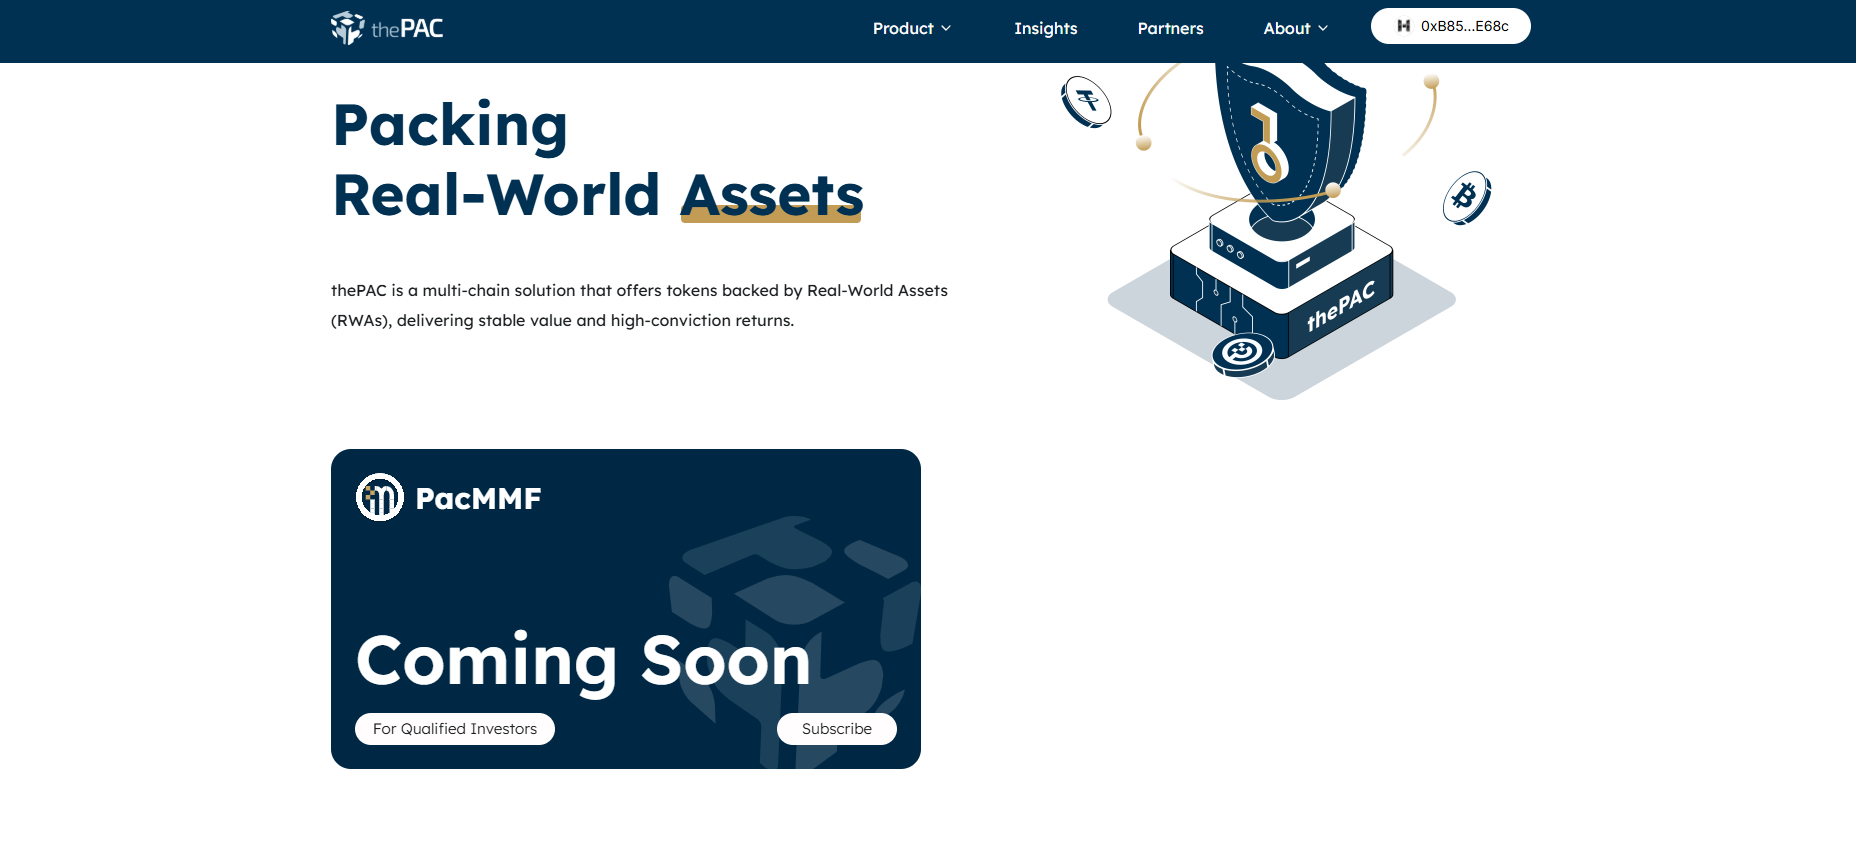 thePAC
Product
Insights
Partners
About
0xB85...E68c
Packing
Real-World Assets
thePAC is a multi-chain solution that offers tokens backed by Real-World Assets
(RWAs), delivering stable value and high-conviction returns.
thePAC
PacMMF
Coming Soon
For Qualified Investors
Subscribe